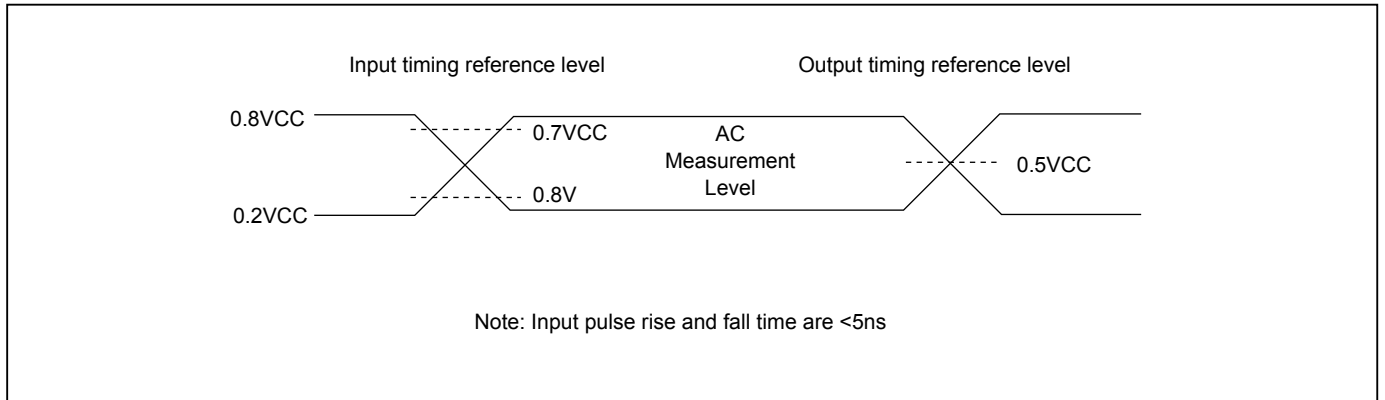 Input timing reference level
Output timing reference level
0.8VCC
0.7VCC
AC
Measurement
Level
0.5VCC
0.8V
0.2VCC
Note: Input pulse rise and fall time are <5ns